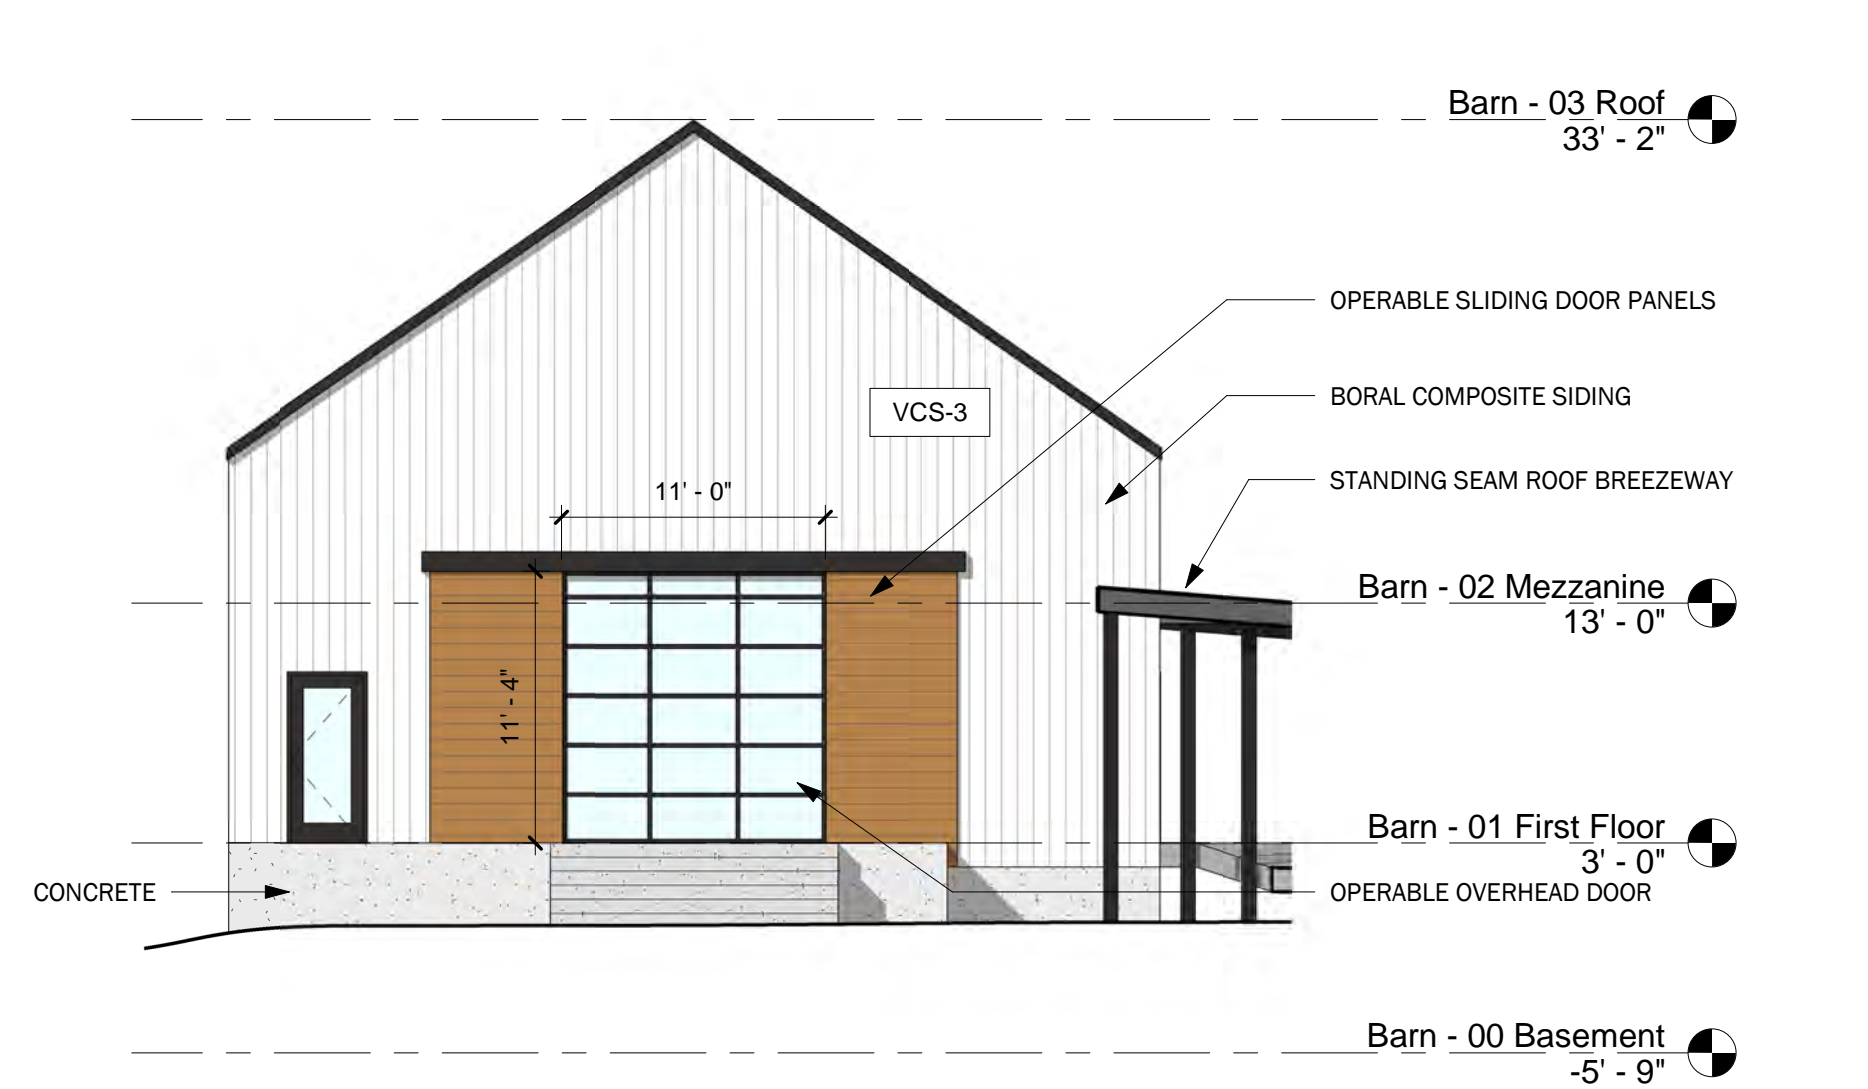 Barn - 03 Roof
33' - 2"
OPERABLE SLIDING DOOR PANELS
BORAL COMPOSITE SIDING
VCS-3
STANDING SEAM ROOF BREEZEWAY
11' - 0"
Barn - 02 Mezzanine
13' - 0"
11' - 4"
Barn - 01 First Floor
3' - 0"
CONCRETE
OPERABLE OVERHEAD DOOR
Barn - 00 Basement
-5' - 9"